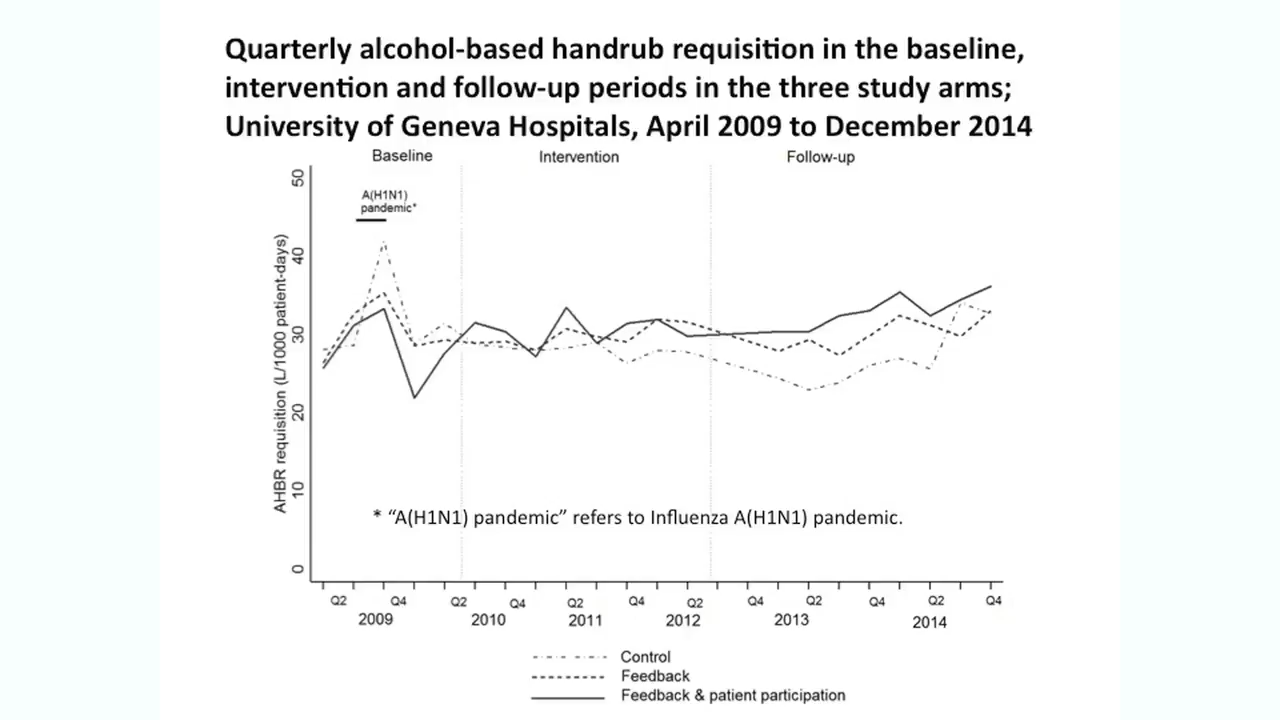 Quarterly alcohol-based handrub requisition in the baseline,
intervention and follow-up periods in the three study arms;
University of Geneva Hospitals, April 2009 to December 2014
Baseline
Intervention
Follow-up
A(H1N1)
pandemic*
AHBR requisition (L/1000 patient-days)
50
40
30
20
10
0
* “A(H1N1) pandemic” refers to Influenza A(H1N1) pandemic.
Q2 Q4 Q2 Q4 Q2 Q4 Q2 Q4 Q2 Q4 Q2 Q4
2009 2010 2011 2012 2013 2014
Control
Feedback
Feedback & patient participation